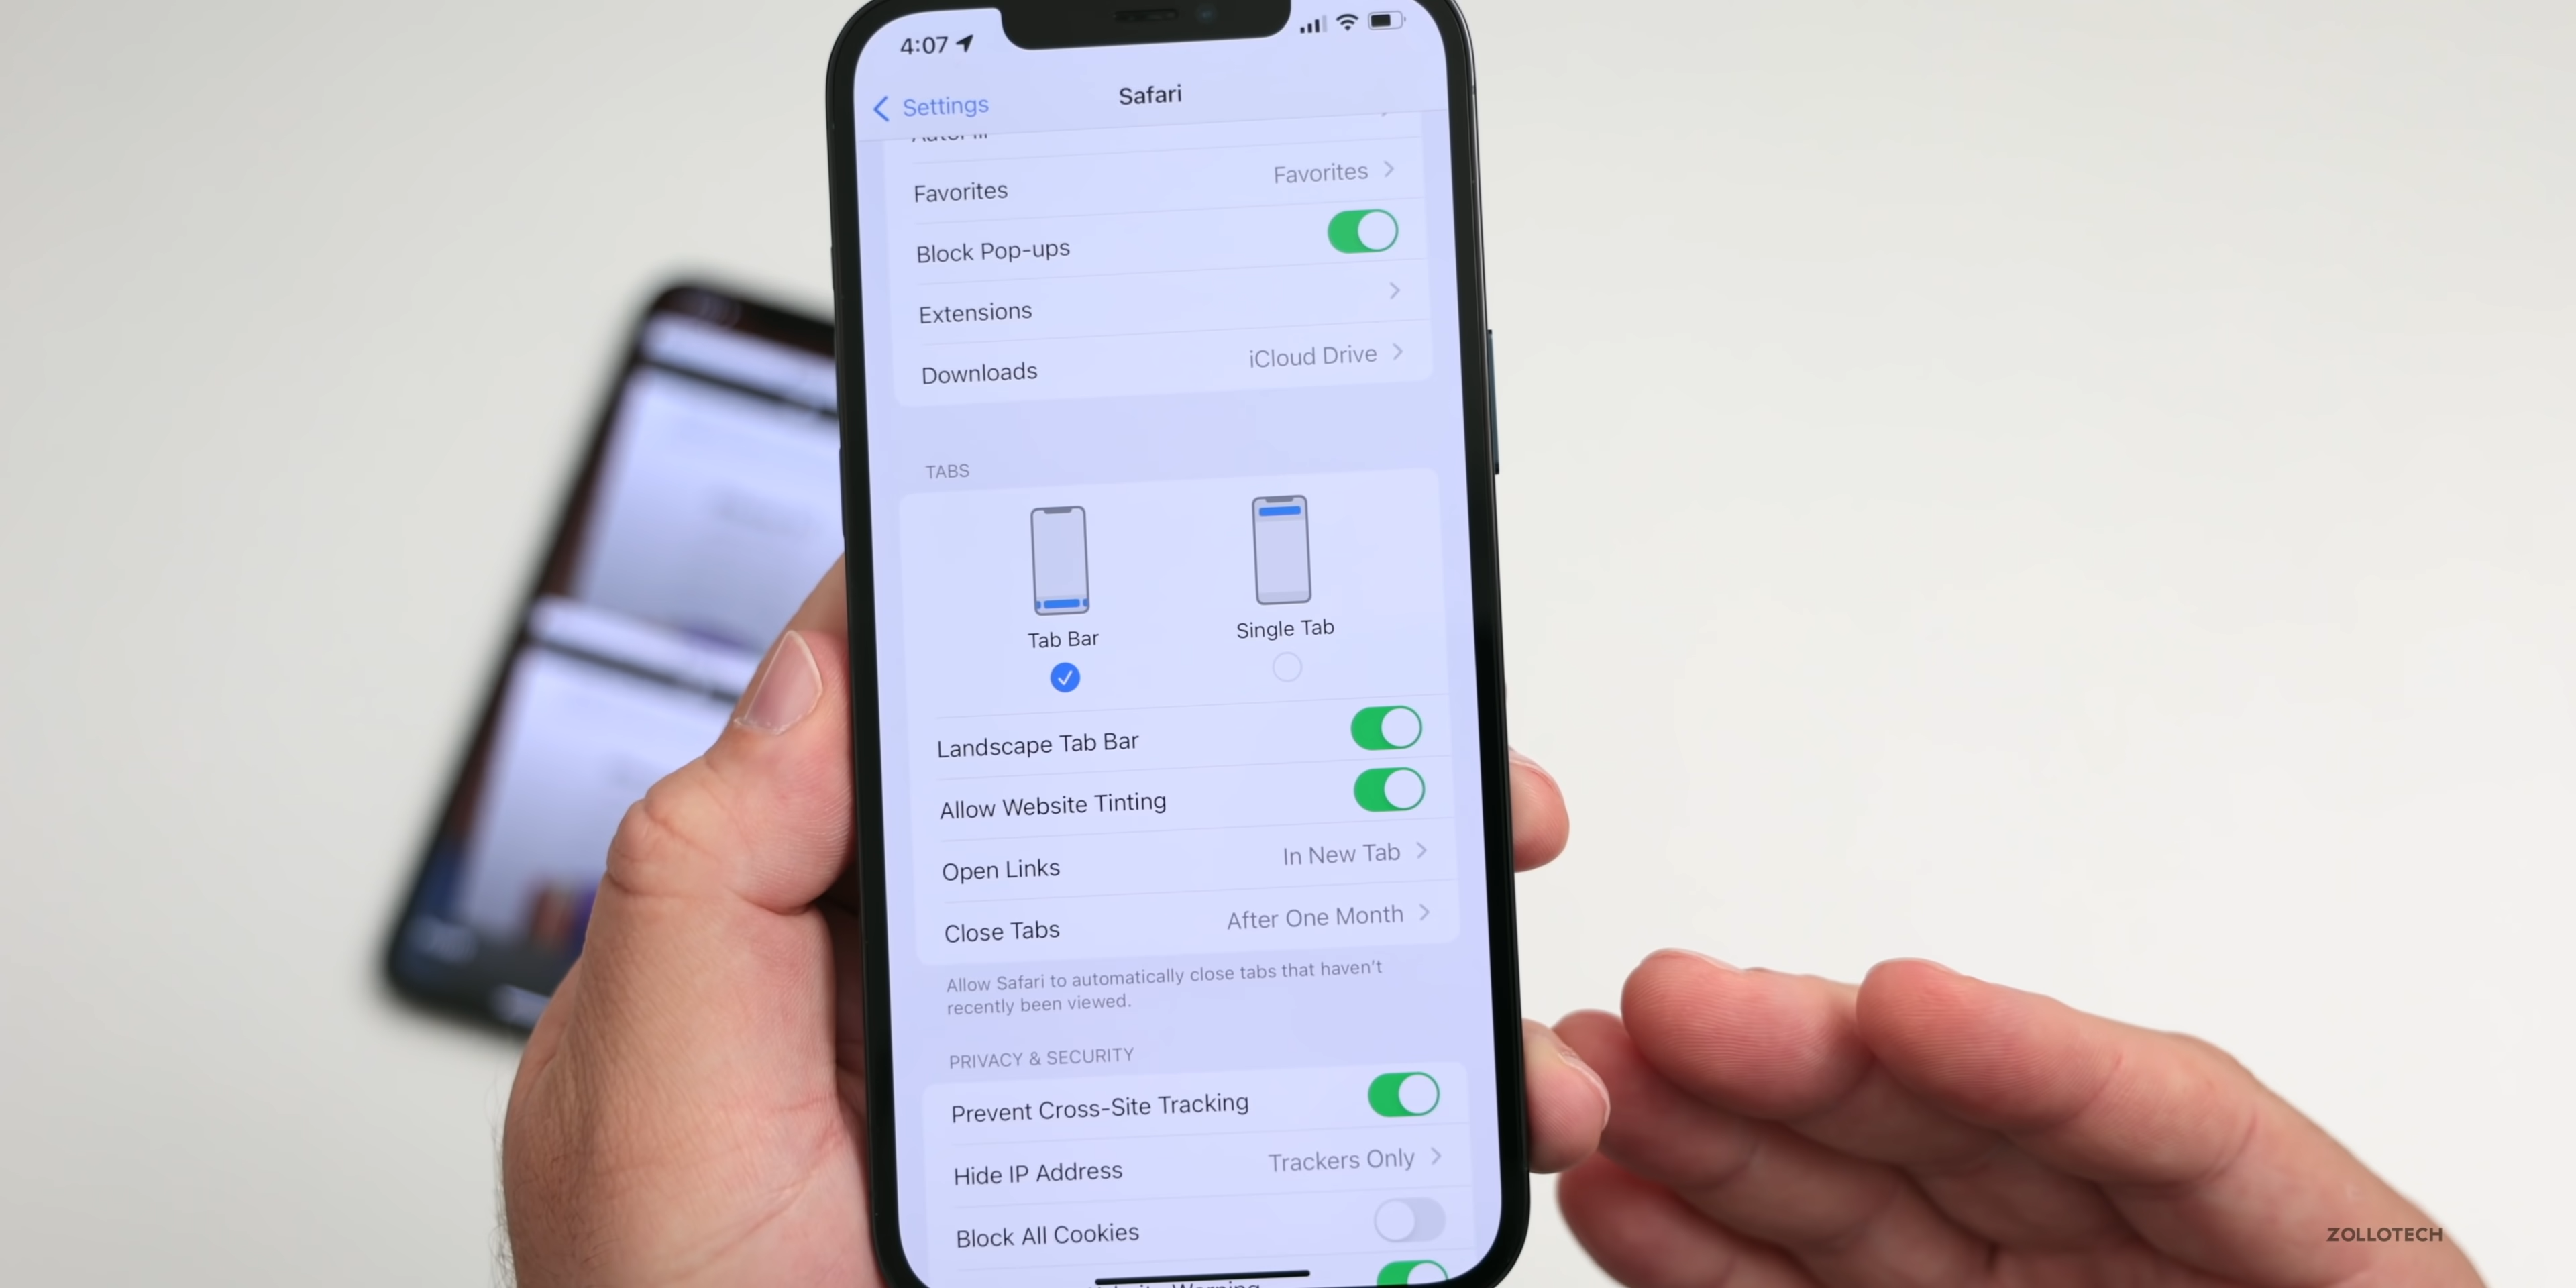 4:07
Settings
Safari
Favorites Favorites
Block Pop-ups
Extensions
Downloads iCloud Drive
TABS
Tab Bar Single Tab
Landscape Tab Bar
Allow Website Tinting
Open Links In New Tab
Close Tabs After One Month
Allow Safari to automatically close tabs that haven't
recently been viewed.
PRIVACY & SECURITY
Prevent Cross-Site Tracking
Hide IP Address Trackers Only
Block All Cookies
ZOLLOTECH